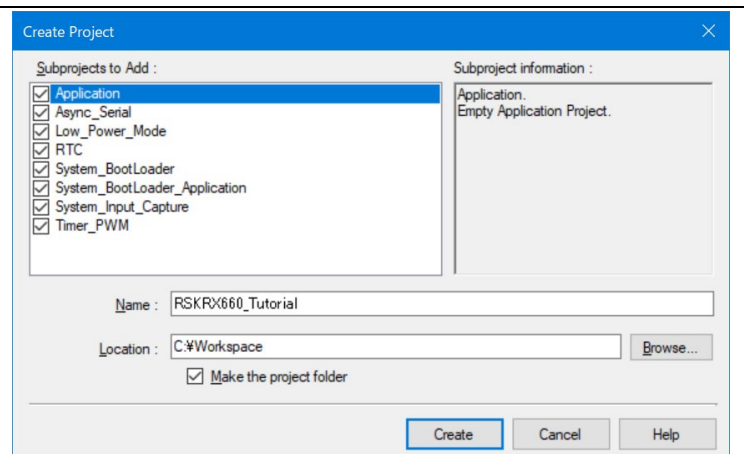 Create Project
Subprojects to Add :
Application
Async_Serial
Low_Power_Mode
RTC
System_BootLoader
System_BootLoader_Application
System_Input_Capture
Timer_PWM
Subproject information :
Application.
Empty Application Project.
Name : RSKRX660_Tutorial
Location : C:¥Workspace Browse...
Make the project folder
Create Cancel Help